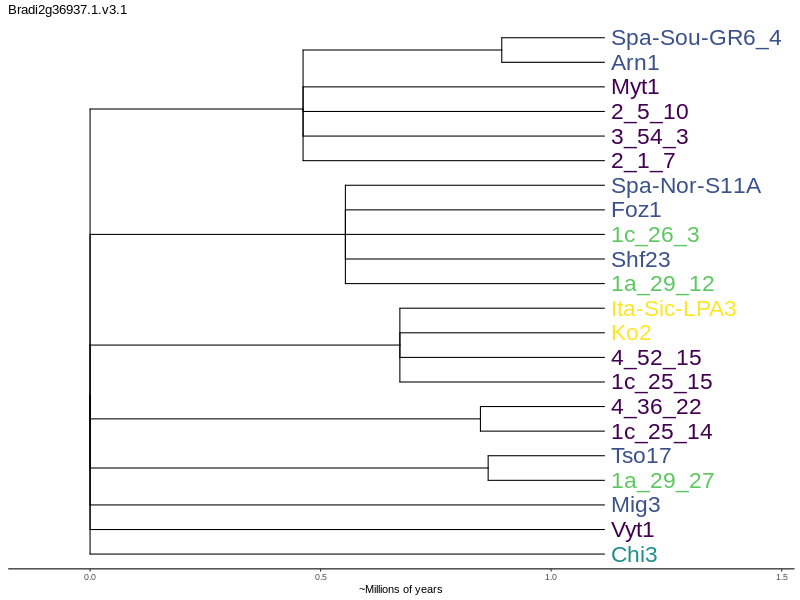 Bradi2g36937.1.v3.1
Spa-Sou-GR6_4
Arn1
Myt1
2_5_10
3_54_3
2_1_7
Spa-Nor-S11A
Foz1
1c_26_3
Shf23
1a_29_12
Ita-Sic-LPA3
Ko2
4_52_15
1c_25_15
4_36_22
1c_25_14
Tso17
1a_29_27
Mig3
Vyt1
Chi3
0.0 0.5 1.0 1.5
~Millions of years